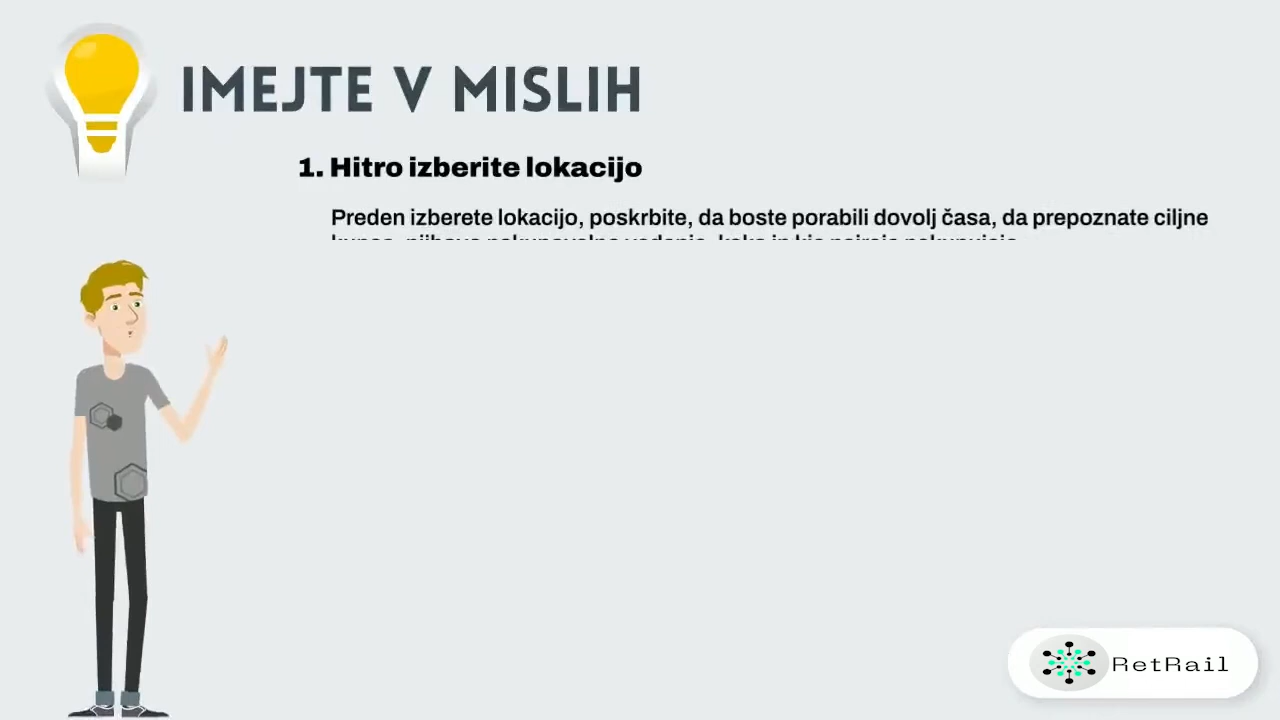 IMEJTE V MISLIH
1. Hitro izberite lokacijo
Preden izberete lokacijo, poskrbite, da boste porabili dovolj časa, da prepoznate ciljne
RetRail